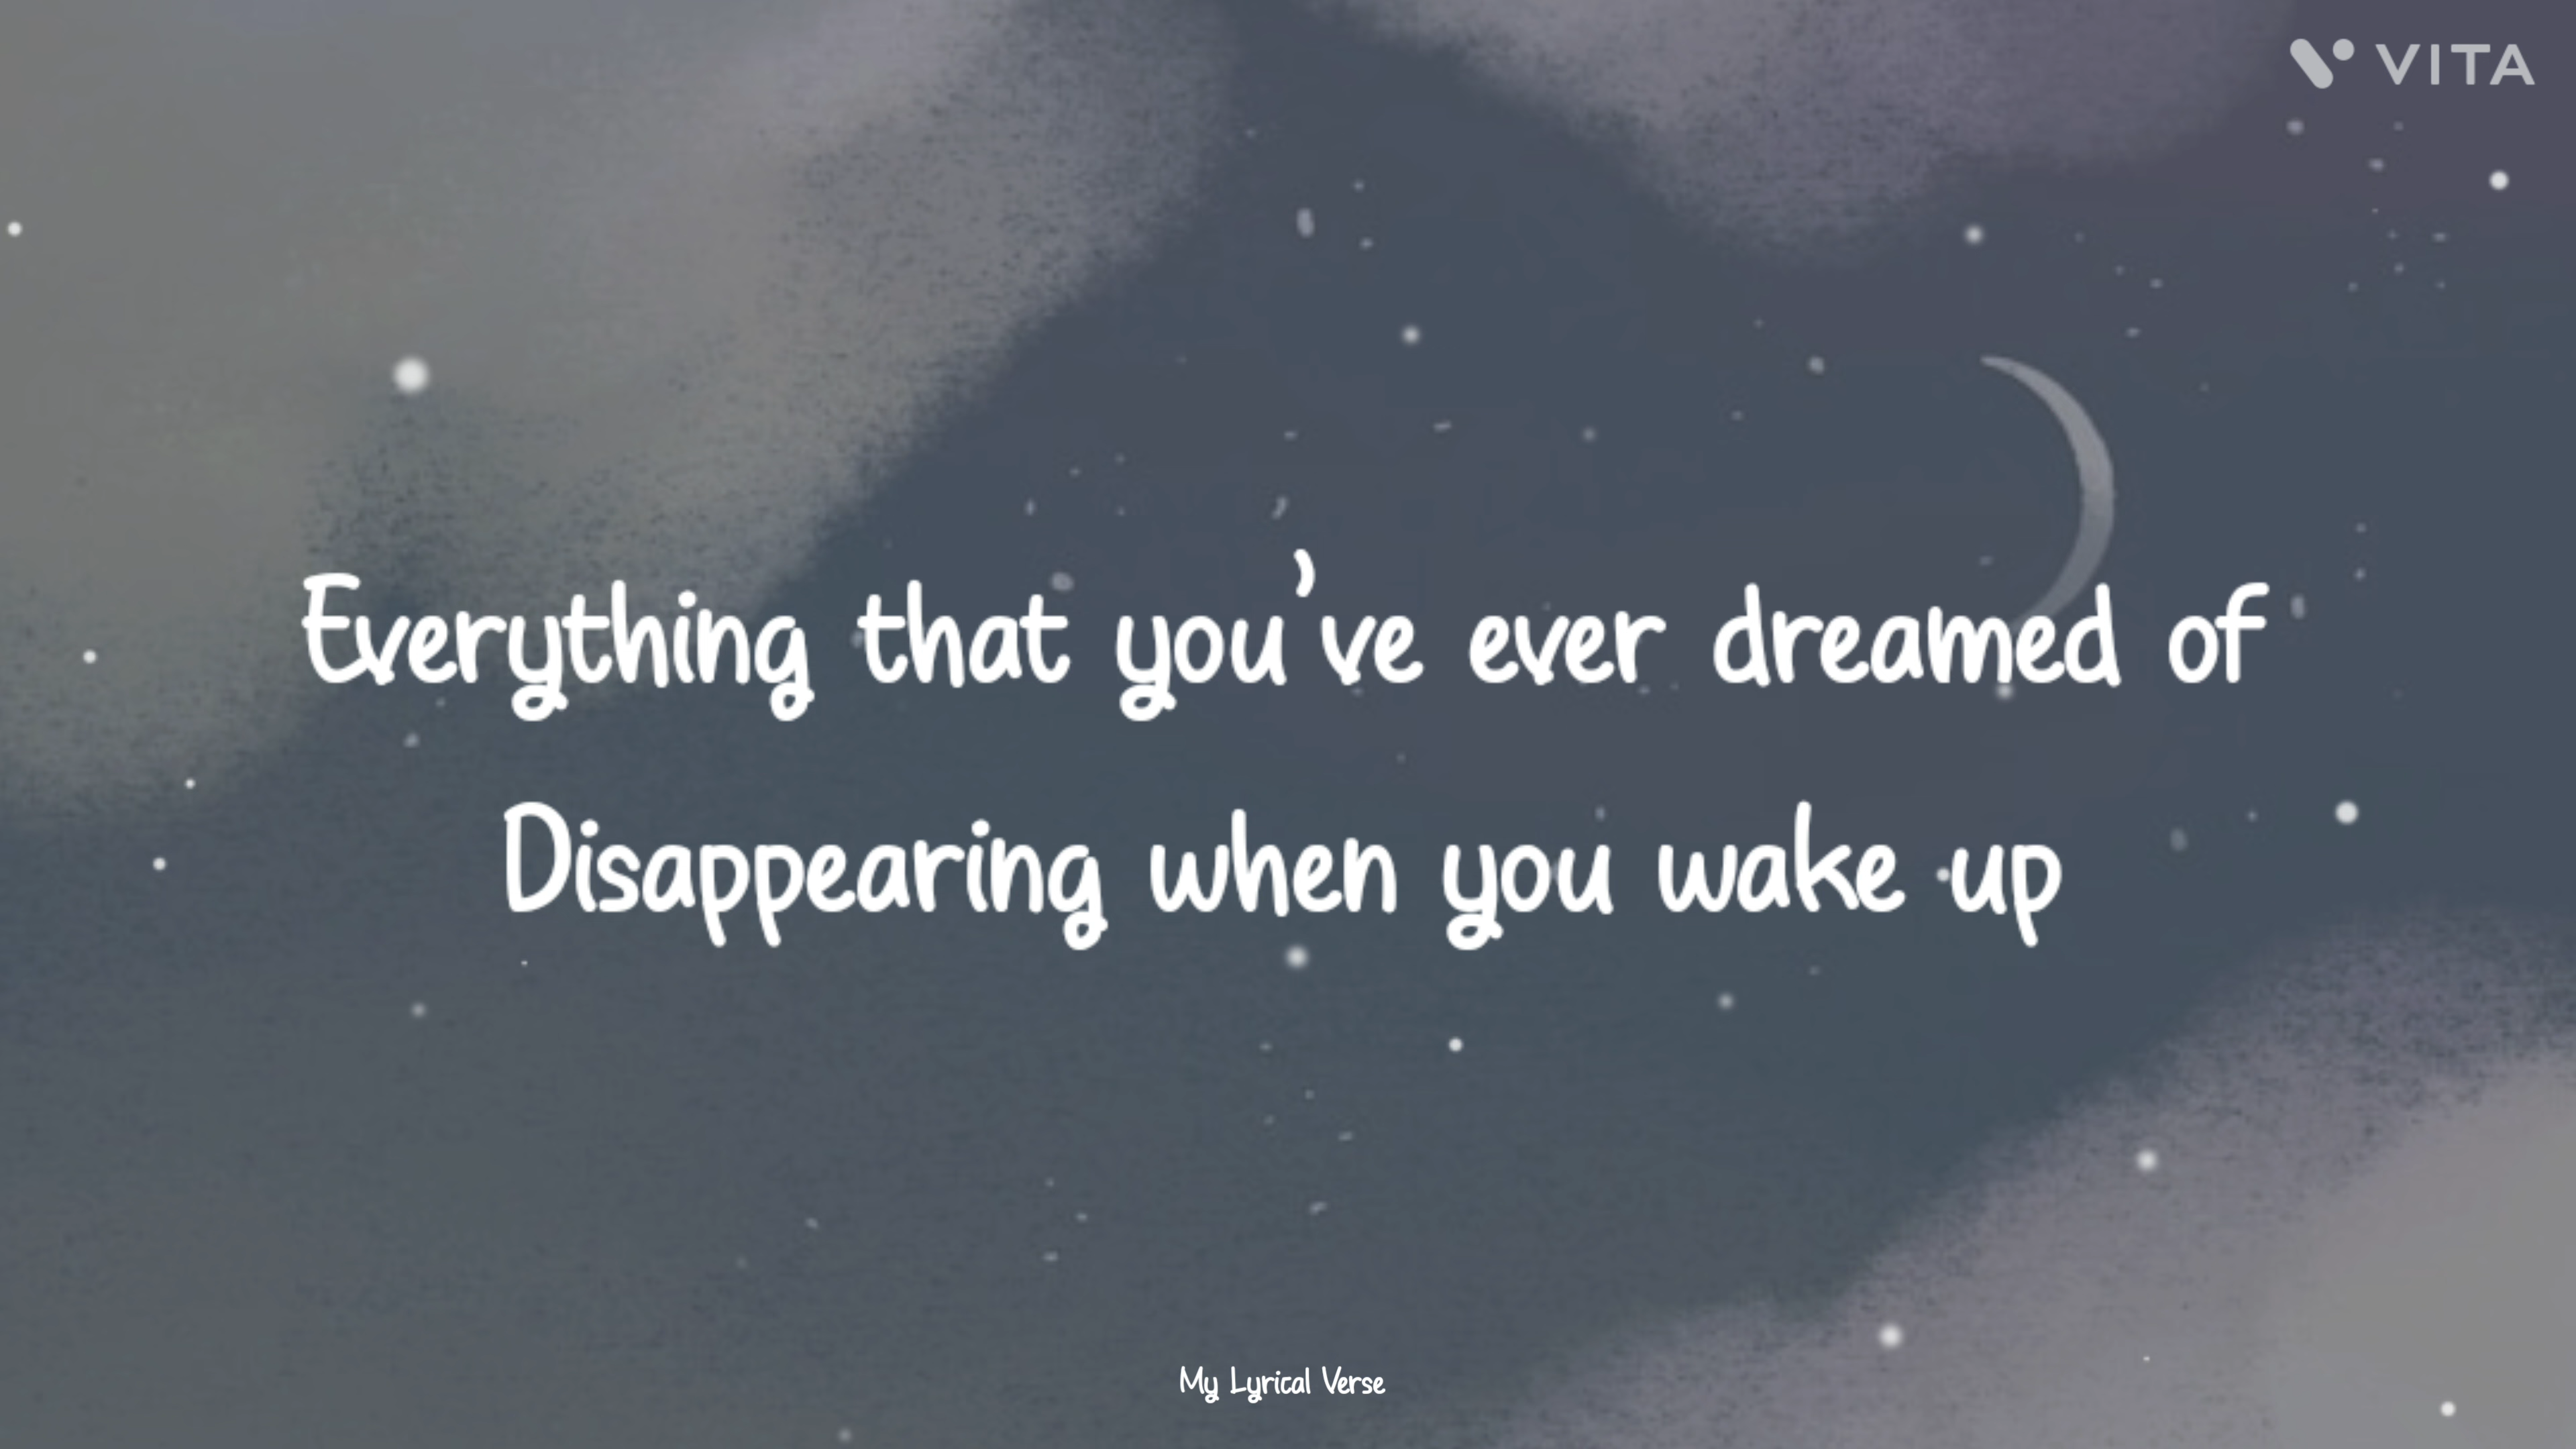 VITA
Everything that you've ever dreamed of
Disappearing when you wake up
My Lyrical Verse